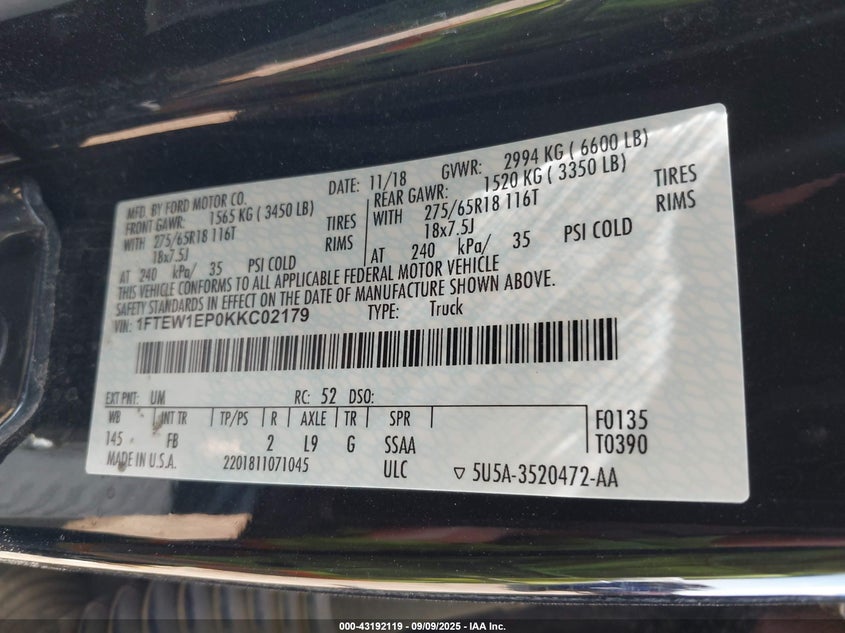 MFD. BY FORD MOTOR CO.
DATE: 11/18
GVWR: 2994 KG ( 6600 LB)
FRONT GAWR: 1565 KG ( 3450 LB)
REAR GAWR: 1520 KG ( 3350 LB)
WITH 275/65R18 116T TIRES
WITH 275/65R18 116T TIRES
18x7.5J RIMS
18x7.5J RIMS
AT 240 kPa/ 35 PSI COLD
AT 240 kPa/ 35 PSI COLD
THIS VEHICLE CONFORMS TO ALL APPLICABLE FEDERAL MOTOR VEHICLE
SAFETY STANDARDS IN EFFECT ON THE DATE OF MANUFACTURE SHOWN ABOVE.
VIN: 1FTEW1EP0KKC02179
TYPE: Truck
EXT PNT: UM RC: 52 DSO:
WB INT TR TP/PS R AXLE TR SPR
145 FB 2 L9 G SSAA
F0135
T0390
MADE IN U.S.A. 2201811071045 ULC
▽ 5U5A-3520472-AA
000-43192119 - 09/09/2025 - IAA Inc.